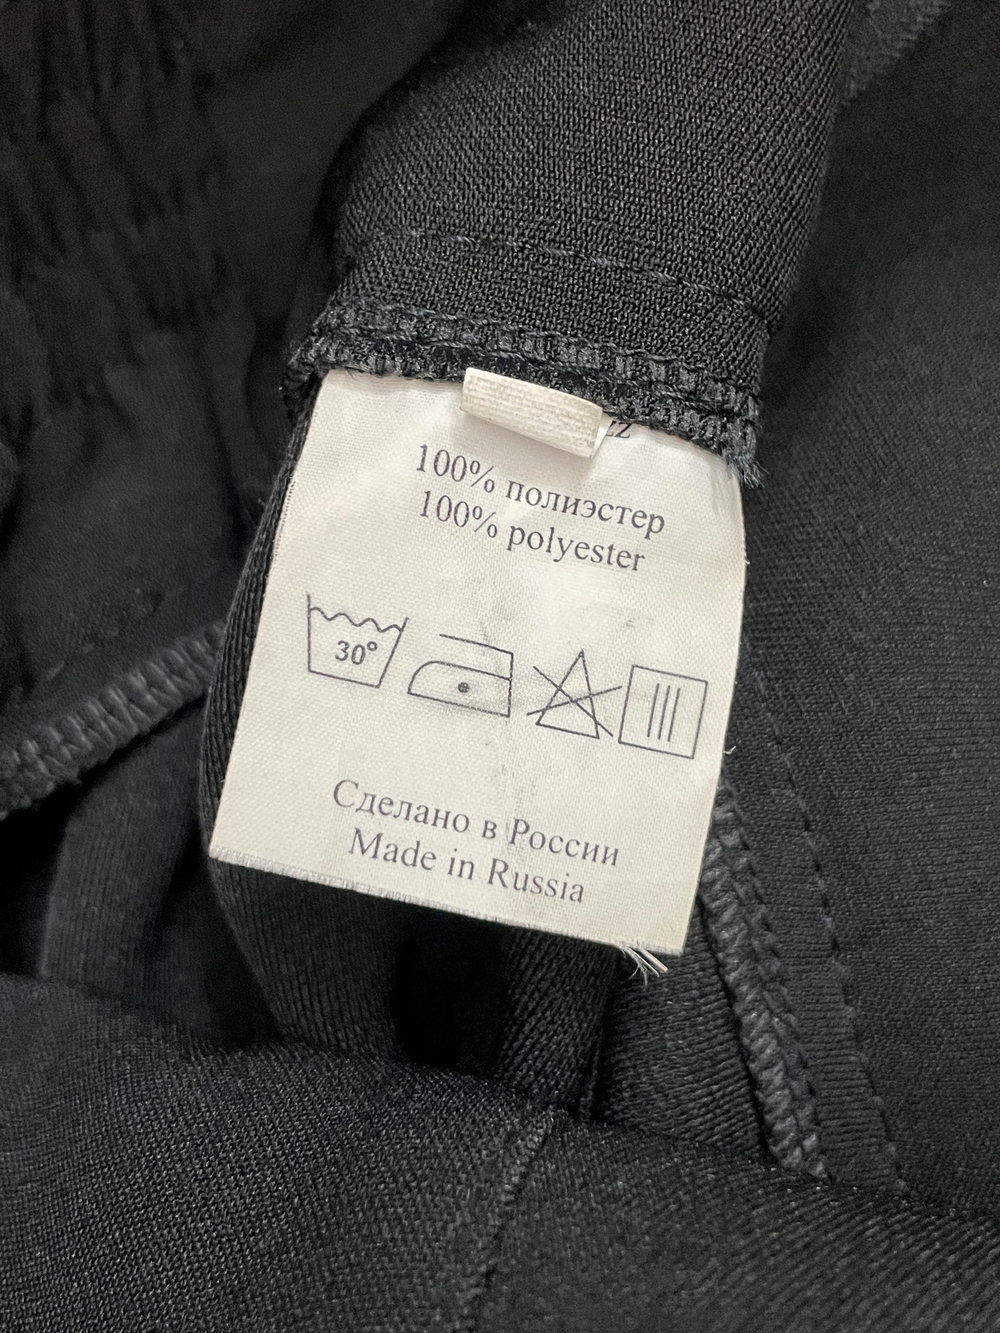 100% полиэстер
100% polyester
30°
Сделано в России
Made in Russia